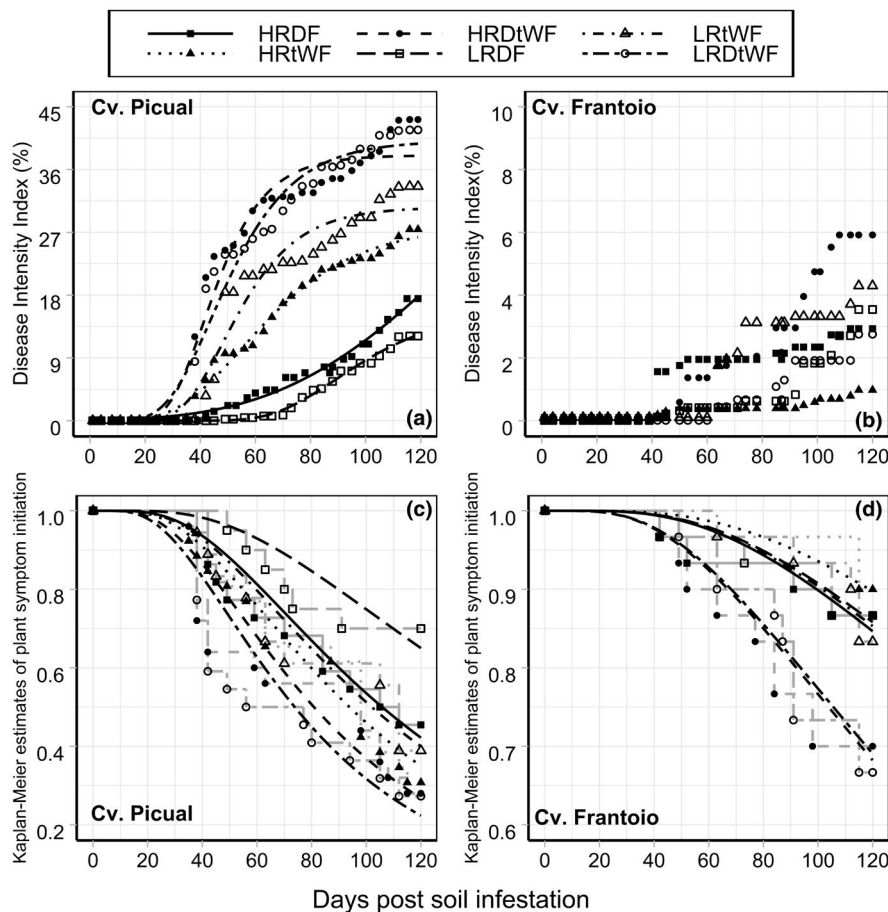 HRDF HRDtWF LRtWF
HRtWF LRDF LRDtWF
Cv. Picual
Disease Intensity Index (%)
45
36
27
18
9
0
0 20 40 60 80 100 120
(a)
Cv. Frantoio
Disease Intensity Index(%)
10
8
6
4
2
0
0 20 40 60 80 100 120
(b)
Kaplan-Meier estimates of plant symptom initiation
(c)
1.0
0.8
0.6
0.4
0.2
Cv. Picual
0 20 40 60 80 100 120
Kaplan-Meier estimates of plant symptom initiation
(d)
1.0
0.9
0.8
0.7
0.6
Cv. Frantoio
0 20 40 60 80 100 120
Days post soil infestation